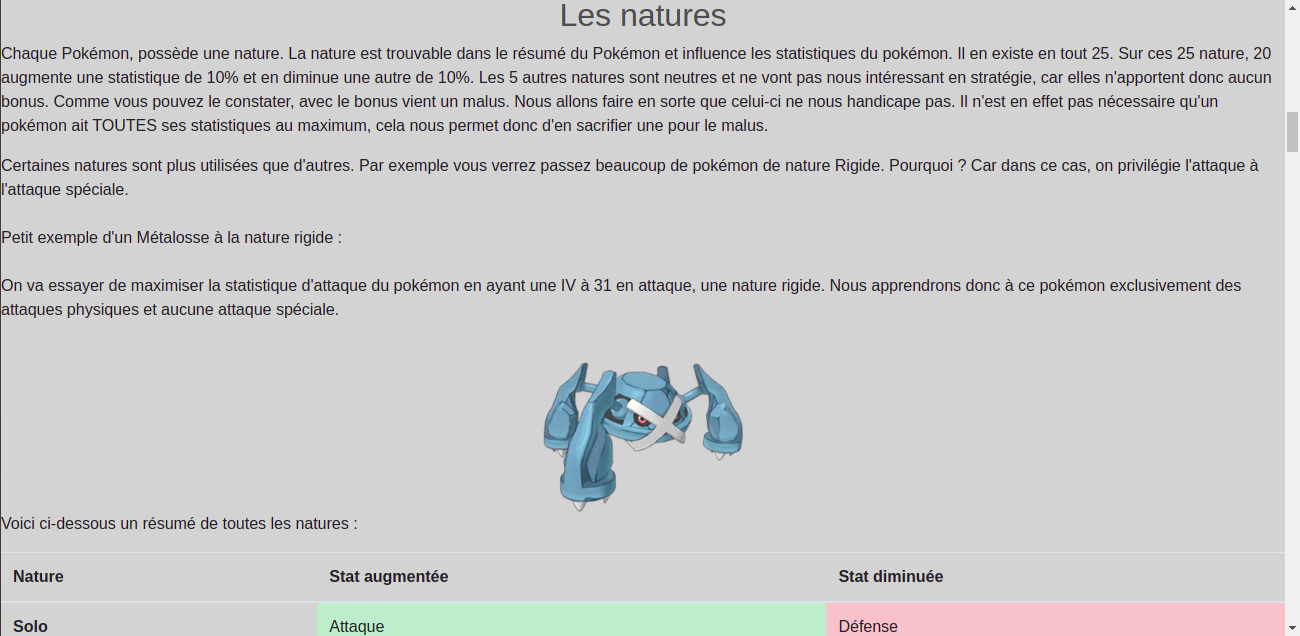 Les natures
Chaque Pokémon, possède une nature. La nature est trouvable dans le résumé du Pokémon et influence les statistiques du pokémon. Il en existe en tout 25. Sur ces 25 nature, 20
augmente une statistique de 10% et en diminue une autre de 10%. Les 5 autres natures sont neutres et ne vont pas nous intéressant en stratégie, car elles n'apportent donc aucun
bonus. Comme vous pouvez le constater, avec le bonus vient un malus. Nous allons faire en sorte que celui-ci ne nous handicape pas. Il n'est en effet pas nécessaire qu'un
pokémon ait TOUTES ses statistiques au maximum, cela nous permet donc d'en sacrifier une pour le malus.
Certaines natures sont plus utilisées que d'autres. Par exemple vous verrez passez beaucoup de pokémon de nature Rigide. Pourquoi ? Car dans ce cas, on privilégie l'attaque à
l'attaque spéciale.
Petit exemple d'un Métalosse à la nature rigide :
On va essayer de maximiser la statistique d'attaque du pokémon en ayant une IV à 31 en attaque, une nature rigide. Nous apprendrons donc à ce pokémon exclusivement des
attaques physiques et aucune attaque spéciale.
Voici ci-dessous un résumé de toutes les natures :
Nature Stat augmentée Stat diminuée
Solo Attaque Défense